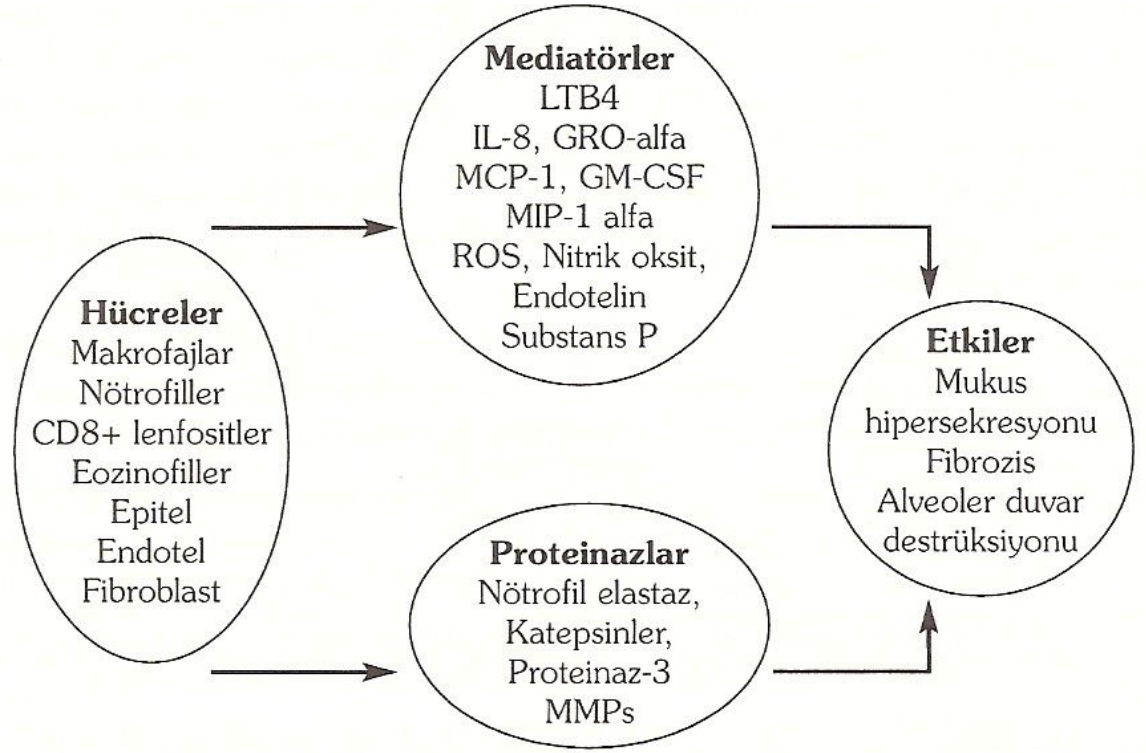 Mediatörler
LTB4
IL-8, GRO-alfa
MCP-1, GM-CSF
MIP-1 alfa
ROS, Nitrik oksit,
Endotelin
Substans P
Hücreler
Makrofajlar
Nötrofiller
CD8+ lenfositler
Eozinofiller
Epitel
Endotel
Fibroblast
Proteinazlar
Nötrofil elastaz,
Katepsinler,
Proteinaz-3
MMPs
Etkiler
Mukus
hipersekresyonu
Fibrozis
Alveoler duvar
destrüksiyonu